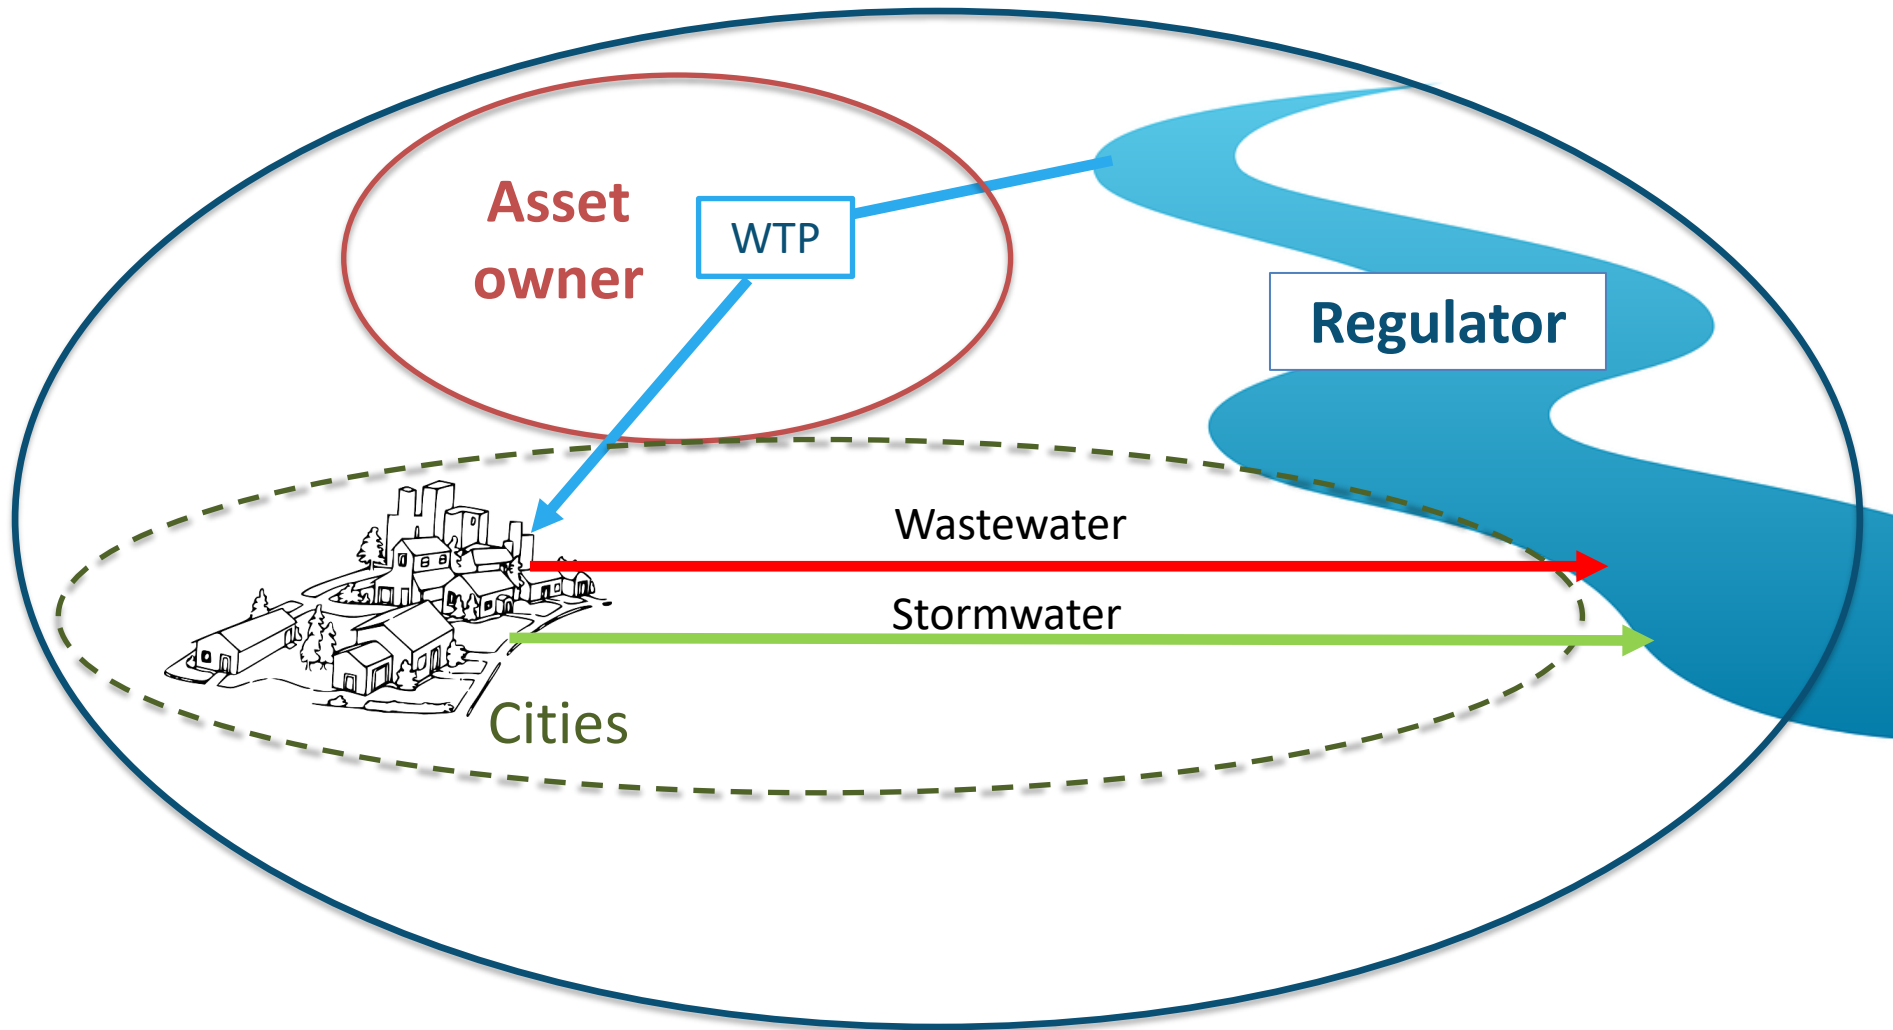 Asset
owner
WTP
Regulator
Wastewater
Stormwater
Cities